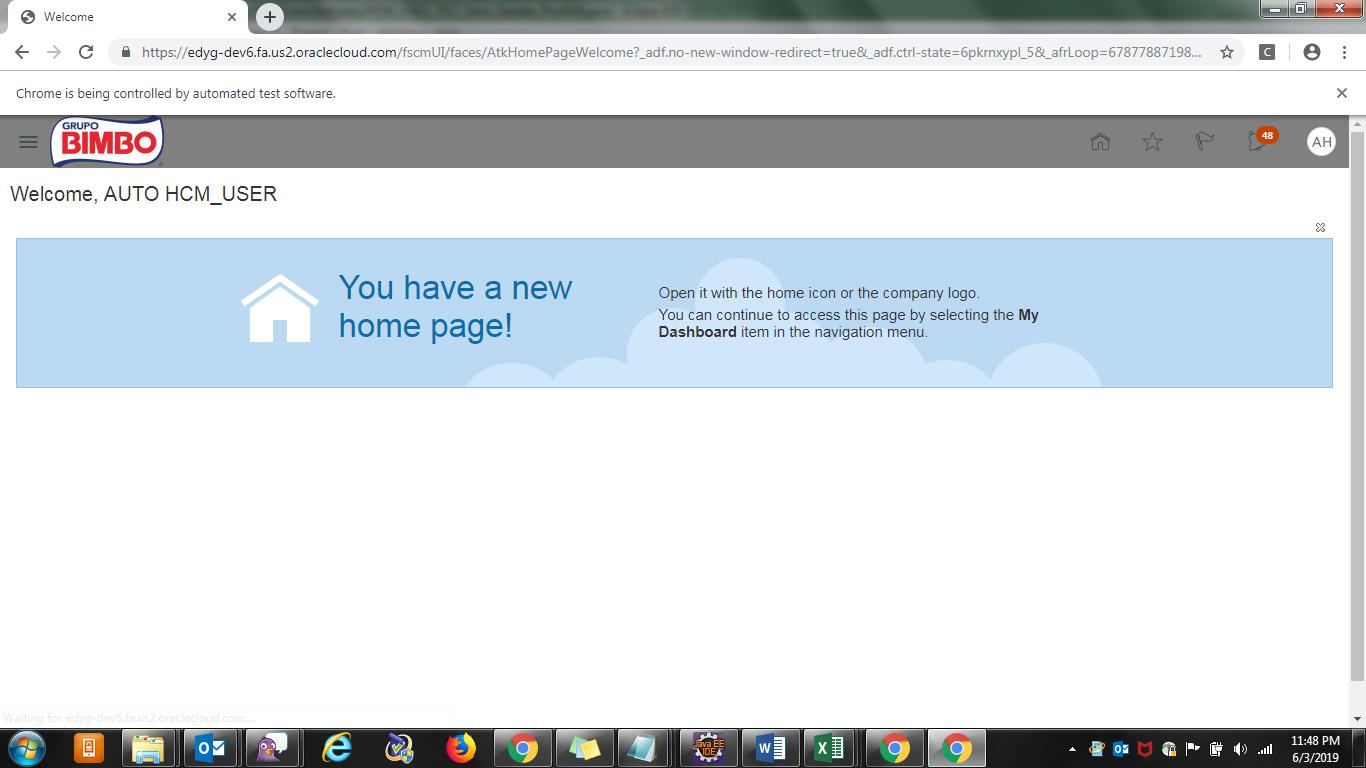 Welcome
https://edyg-dev6.fa.us2.oraclecloud.com/fscmUI/faces/AtkHomePageWelcome?_adf.no-new-window-redirect=true&_adf.ctrl-state=6pkrnxypl_5&_afrLoop=67877887198...
C
Chrome is being controlled by automated test software.
GRUPO
BIMBO
48
AH
Welcome, AUTO HCM_USER
You have a new
home page!
Open it with the home icon or the company logo.
You can continue to access this page by selecting the My
Dashboard item in the navigation menu.
Waiting for edyg-dev6.fa.us2.oraclecloud.com...
Java EE
IDE
11:48 PM
6/3/2019